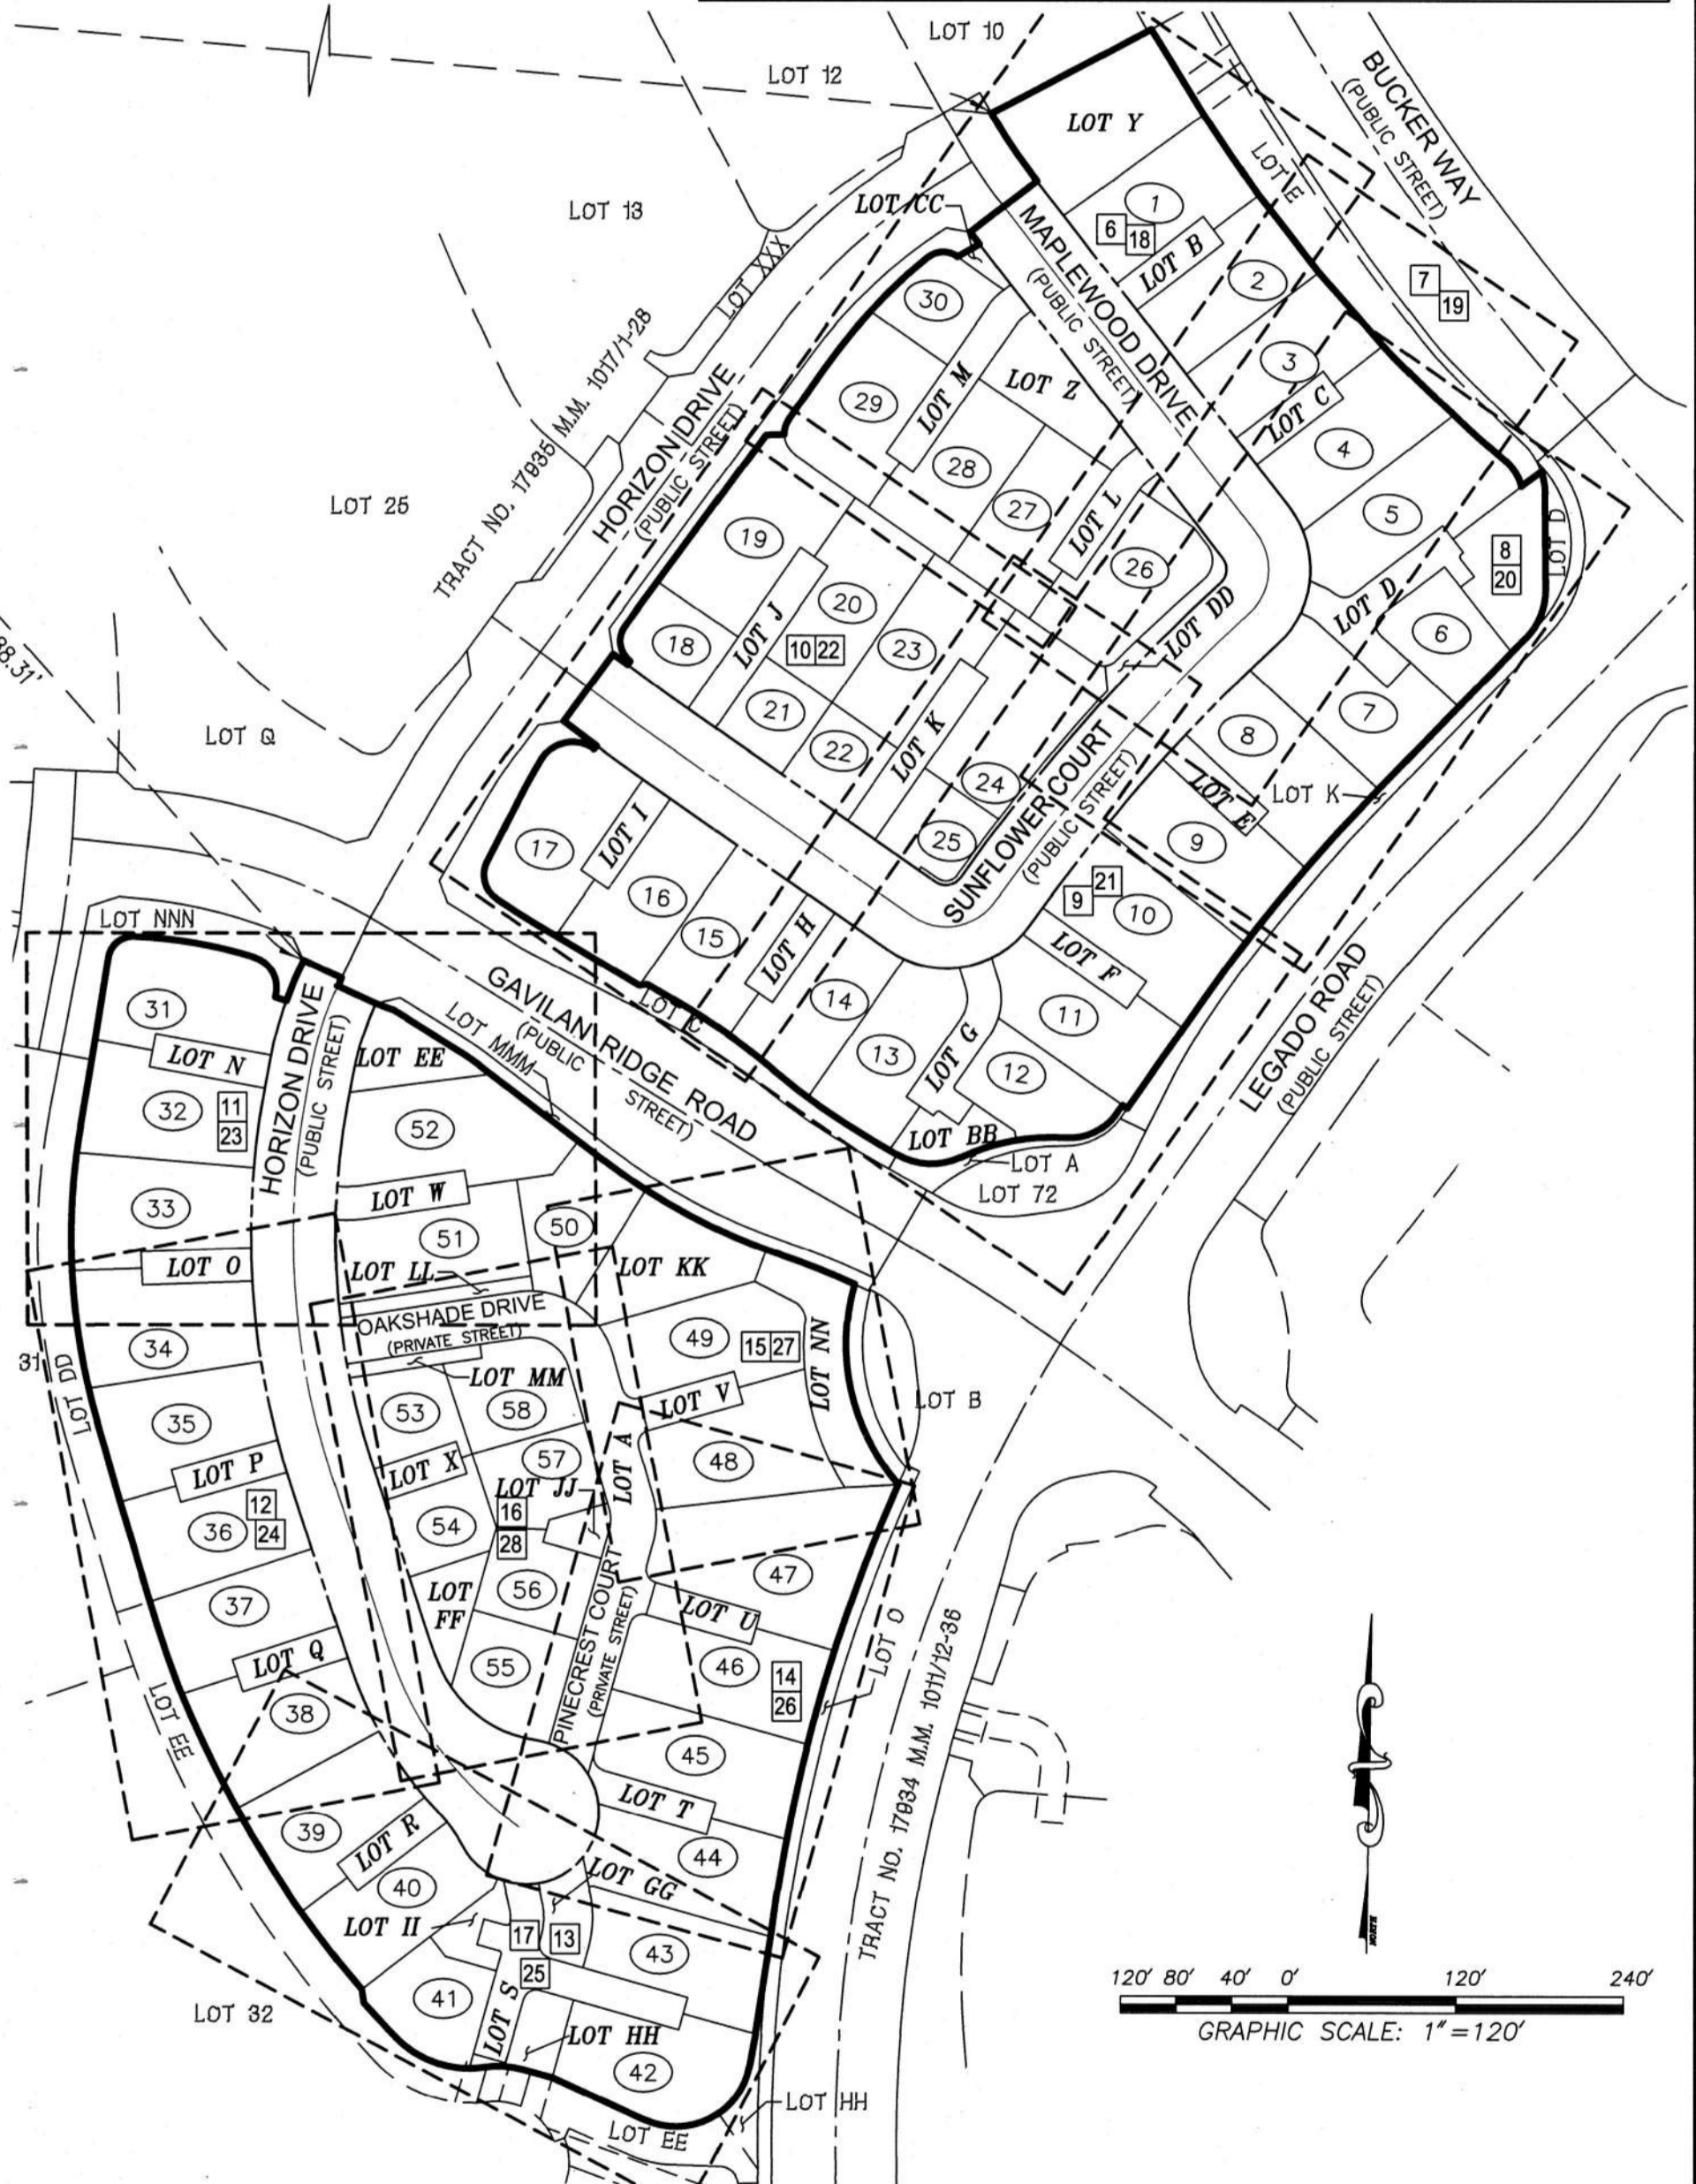 LOT 10
LOT 12
BUCKER WAY
(PUBLIC STREET)
LOT Y
LOT E
LOT 13
LOT CC
1
6
18
LOT B
MAPLEWOOD DRIVE
(PUBLIC STREET)
LOT XXX
2
7
19
30
TRACT NO. 17935 M.M. 1017/1-28
HORIZON DRIVE
(PUBLIC STREET)
3
LOT M
LOT Z
29
LOT C
4
28
LOT 25
27
LOT L
5
19
26
8
20
LOT D
LOT J
20
LOT D
LOT DD
18
10
22
23
6
88.31'
21
LOT K
7
LOT Q
22
8
24
LOT E
LOT K
SUNFLOWER COURT
(PUBLIC STREET)
25
9
17
LOT I
16
21
9
10
15
LOT H
LOT F
LOT NNN
GAVILAN RIDGE ROAD
(PUBLIC
STREET)
LOT C
14
11
LEGADO ROAD
(PUBLIC STREET)
31
HORIZON DRIVE
(PUBLIC STREET)
LOT MMM
LOT N
LOT EE
13
LOT G
12
32
11
23
52
LOT BB
LOT A
LOT 72
LOT W
33
51
50
LOT O
LOT LL
LOT KK
OAKSHADE DRIVE
(PRIVATE STREET)
34
49
15
27
LOT NN
31
LOT DD
LOT MM
LOT V
LOT B
35
53
58
LOT A
LOT P
LOT X
57
48
LOT JJ
36
12
24
54
16
28
47
37
LOT
FF
56
PINECREST COURT
(PRIVATE STREET)
LOT U
LOT O
TRACT NO. 17934 M.M. 1011/12-36
LOT Q
55
46
14
26
38
LOT EE
45
LOT T
39
LOT R
44
40
LOT GG
LOT II
17
13
43
25
41
LOT S
LOT 32
LOT HH
42
LOT HH
LOT EE
NORTH
120' 80' 40' 0' 120' 240'
GRAPHIC SCALE: 1"=120'